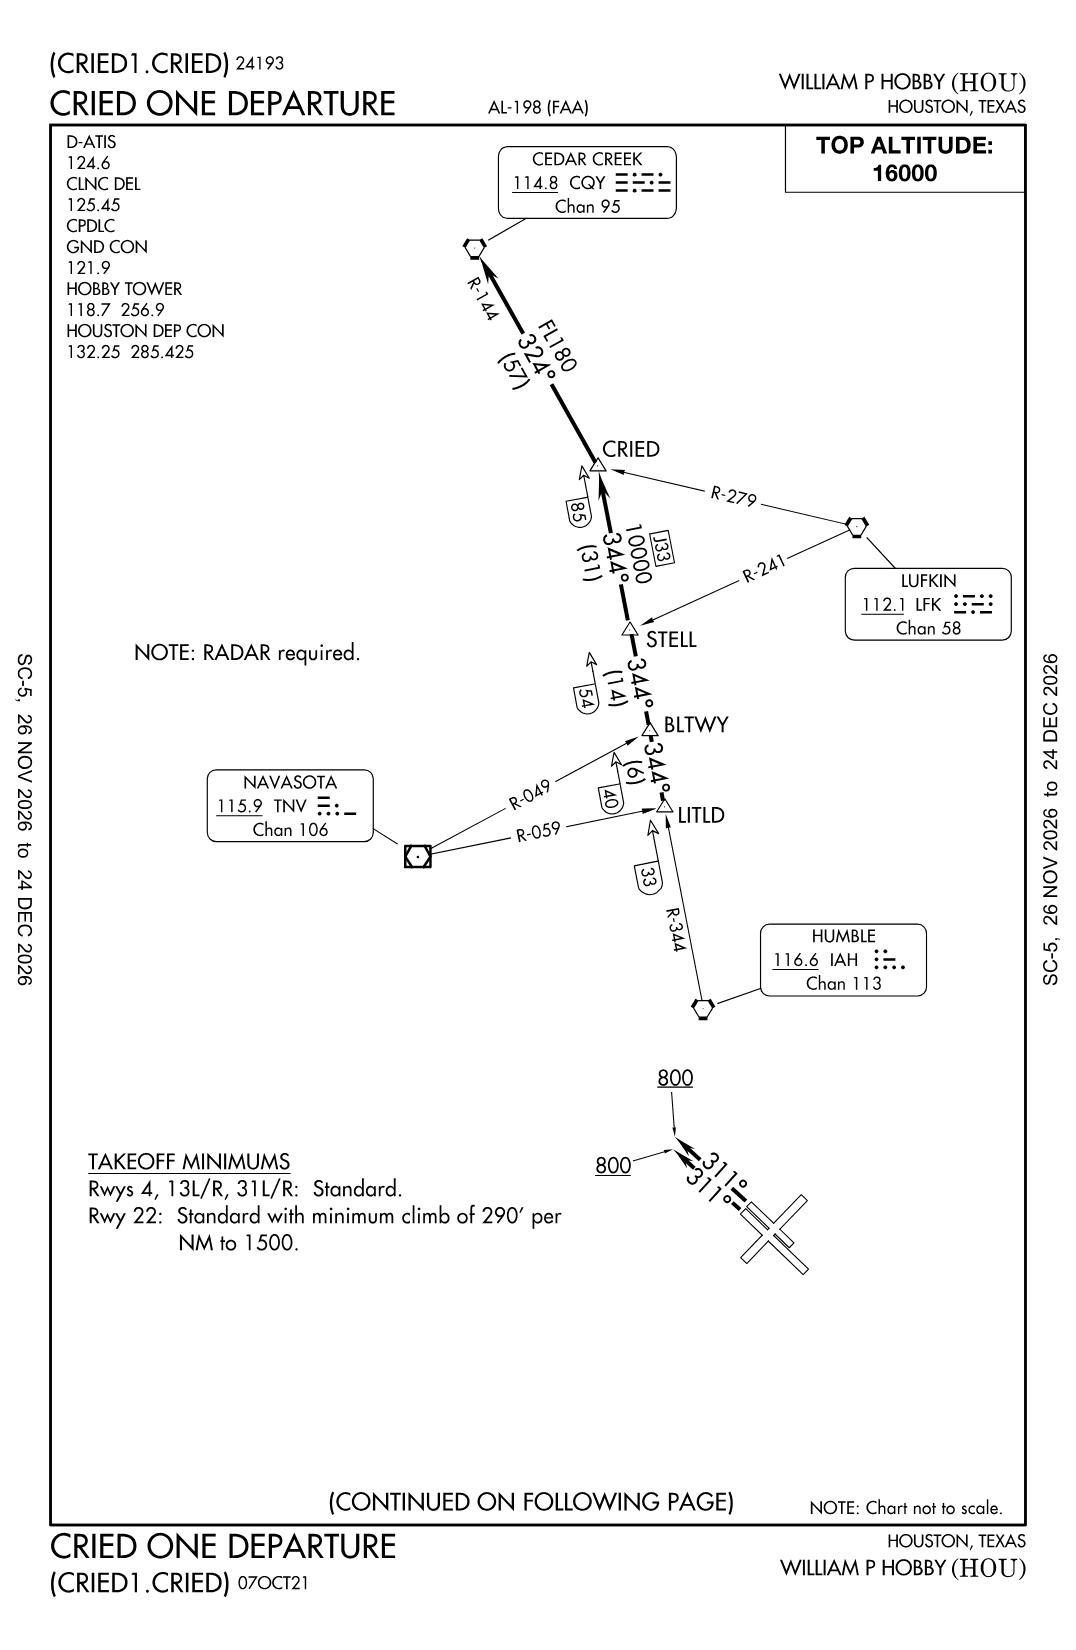 (CRIED1.CRIED) 24193
CRIED ONE DEPARTURE
AL-198 (FAA)
WILLIAM P HOBBY (HOU)
HOUSTON, TEXAS
D-ATIS
124.6
CLNC DEL
125.45
CPDLC
GND CON
121.9
HOBBY TOWER
118.7 256.9
HOUSTON DEP CON
132.25 285.425
TOP ALTITUDE:
16000
CEDAR CREEK
114.8 CQY
Chan 95
R-144
FL180
324°
(57)
CRIED
R-279
85
J33
10000
344°
(31)
R-241
LUFKIN
112.1 LFK
Chan 58
STELL
NOTE: RADAR required.
344°
(14)
54
BLTWY
344°
(6)
40
NAVASOTA
115.9 TNV
Chan 106
R-049
R-059
LITLD
33
R-344
HUMBLE
116.6 IAH
Chan 113
800
800
311°
311°
TAKEOFF MINIMUMS
Rwys 4, 13L/R, 31L/R: Standard.
Rwy 22: Standard with minimum climb of 290' per
NM to 1500.
SC-5, 26 NOV 2026 to 24 DEC 2026
SC-5, 26 NOV 2026 to 24 DEC 2026
(CONTINUED ON FOLLOWING PAGE)
NOTE: Chart not to scale.
CRIED ONE DEPARTURE
(CRIED1.CRIED) 07OCT21
HOUSTON, TEXAS
WILLIAM P HOBBY (HOU)